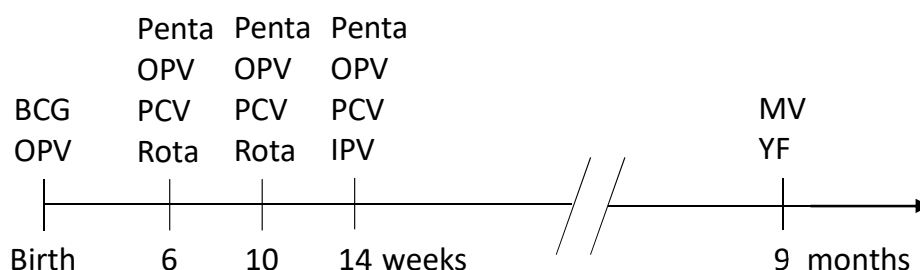 Penta Penta Penta
OPV OPV OPV
BCG PCV PCV PCV MV
OPV Rota Rota IPV YF
Birth 6 10 14 weeks 9 months